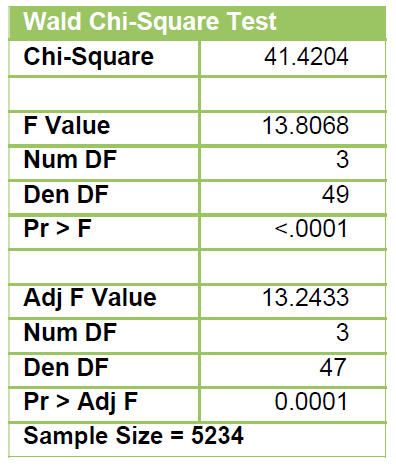 Wald Chi-Square Test
Chi-Square 41.4204
F Value 13.8068
Num DF 3
Den DF 49
Pr > F <.0001
Adj F Value 13.2433
Num DF 3
Den DF 47
Pr > Adj F 0.0001
Sample Size = 5234